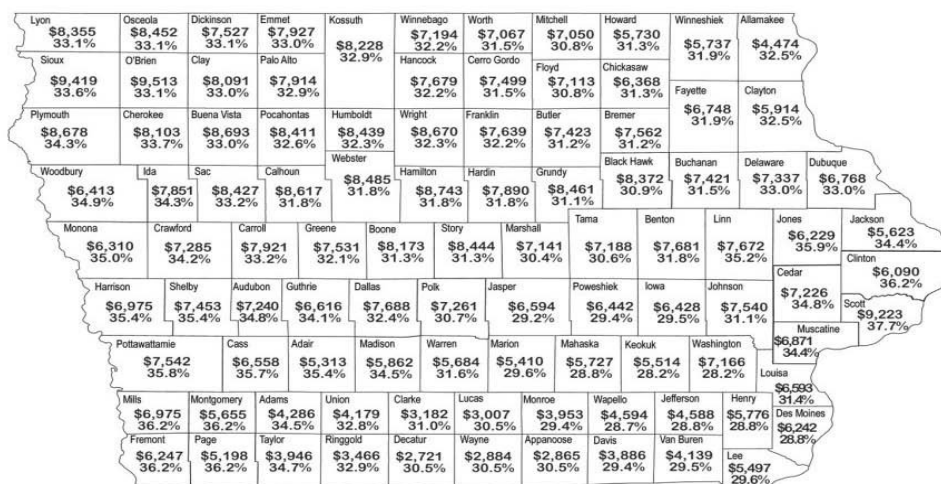 Lyon
$8,355
33.1%
Osceola
$8,452
33.1%
Dickinson
$7,527
33.1%
Emmet
$7,927
33.0%
Kossuth
$8,228
32.9%
Winnebago
$7,194
32.2%
Worth
$7,067
31.5%
Mitchell
$7,050
30.8%
Howard
$5,730
31.3%
Winneshiek
$5,737
31.9%
Allamakee
$4,474
32.5%
Sioux
$9,419
33.6%
O'Brien
$9,513
33.1%
Clay
$8,091
33.0%
Palo Alto
$7,914
32.9%
Hancock
$7,679
32.2%
Cerro Gordo
$7,499
31.5%
Floyd
$7,113
30.8%
Chickasaw
$6,368
31.3%
Fayette
$6,748
31.9%
Clayton
$5,914
32.5%
Plymouth
$8,678
34.3%
Cherokee
$8,103
33.7%
Buena Vista
$8,693
33.0%
Pocahontas
$8,411
32.6%
Humboldt
$8,439
32.3%
Wright
$8,670
32.3%
Franklin
$7,639
32.2%
Butler
$7,423
31.2%
Bremer
$7,562
31.2%
Woodbury
$6,413
34.9%
Ida
$7,851
34.3%
Sac
$8,427
33.2%
Calhoun
$8,617
31.8%
Webster
$8,485
31.8%
Hamilton
$8,743
31.8%
Hardin
$7,890
31.8%
Grundy
$8,461
31.1%
Black Hawk
$8,372
30.9%
Buchanan
$7,421
31.5%
Delaware
$7,337
33.0%
Dubuque
$6,768
33.0%
Monona
$6,310
35.0%
Crawford
$7,285
34.2%
Carroll
$7,921
33.2%
Greene
$7,531
32.1%
Boone
$8,173
31.3%
Story
$8,444
31.3%
Marshall
$7,141
30.4%
Tama
$7,188
30.6%
Benton
$7,681
31.8%
Linn
$7,672
35.2%
Jones
$6,229
35.9%
Jackson
$5,623
34.4%
Clinton
$6,090
36.2%
Harrison
$6,975
35.4%
Shelby
$7,453
35.4%
Audubon
$7,240
34.8%
Guthrie
$6,616
34.1%
Dallas
$7,688
32.4%
Polk
$7,261
30.7%
Jasper
$6,594
29.2%
Poweshiek
$6,442
29.4%
Iowa
$6,428
29.5%
Johnson
$7,540
31.1%
Cedar
$7,226
34.8%
Scott
$9,223
37.7%
Muscatine
$6,871
34.4%
Pottawattamie
$7,542
35.8%
Cass
$6,558
35.7%
Adair
$5,313
35.4%
Madison
$5,862
34.5%
Warren
$5,684
31.6%
Marion
$5,410
29.6%
Mahaska
$5,727
28.8%
Keokuk
$5,514
28.2%
Washington
$7,166
28.2%
Louisa
$6,593
31.4%
Mills
$6,975
36.2%
Montgomery
$5,655
36.2%
Adams
$4,286
34.5%
Union
$4,179
32.8%
Clarke
$3,182
31.0%
Lucas
$3,007
30.5%
Monroe
$3,953
29.4%
Wapello
$4,594
28.7%
Jefferson
$4,588
28.8%
Henry
$5,776
28.8%
Des Moines
$6,242
28.8%
Fremont
$6,247
36.2%
Page
$5,198
36.2%
Taylor
$3,946
34.7%
Ringgold
$3,466
32.9%
Decatur
$2,721
30.5%
Wayne
$2,884
30.5%
Appanoose
$2,865
30.5%
Davis
$3,886
29.4%
Van Buren
$4,139
29.5%
Lee
$5,497
29.6%